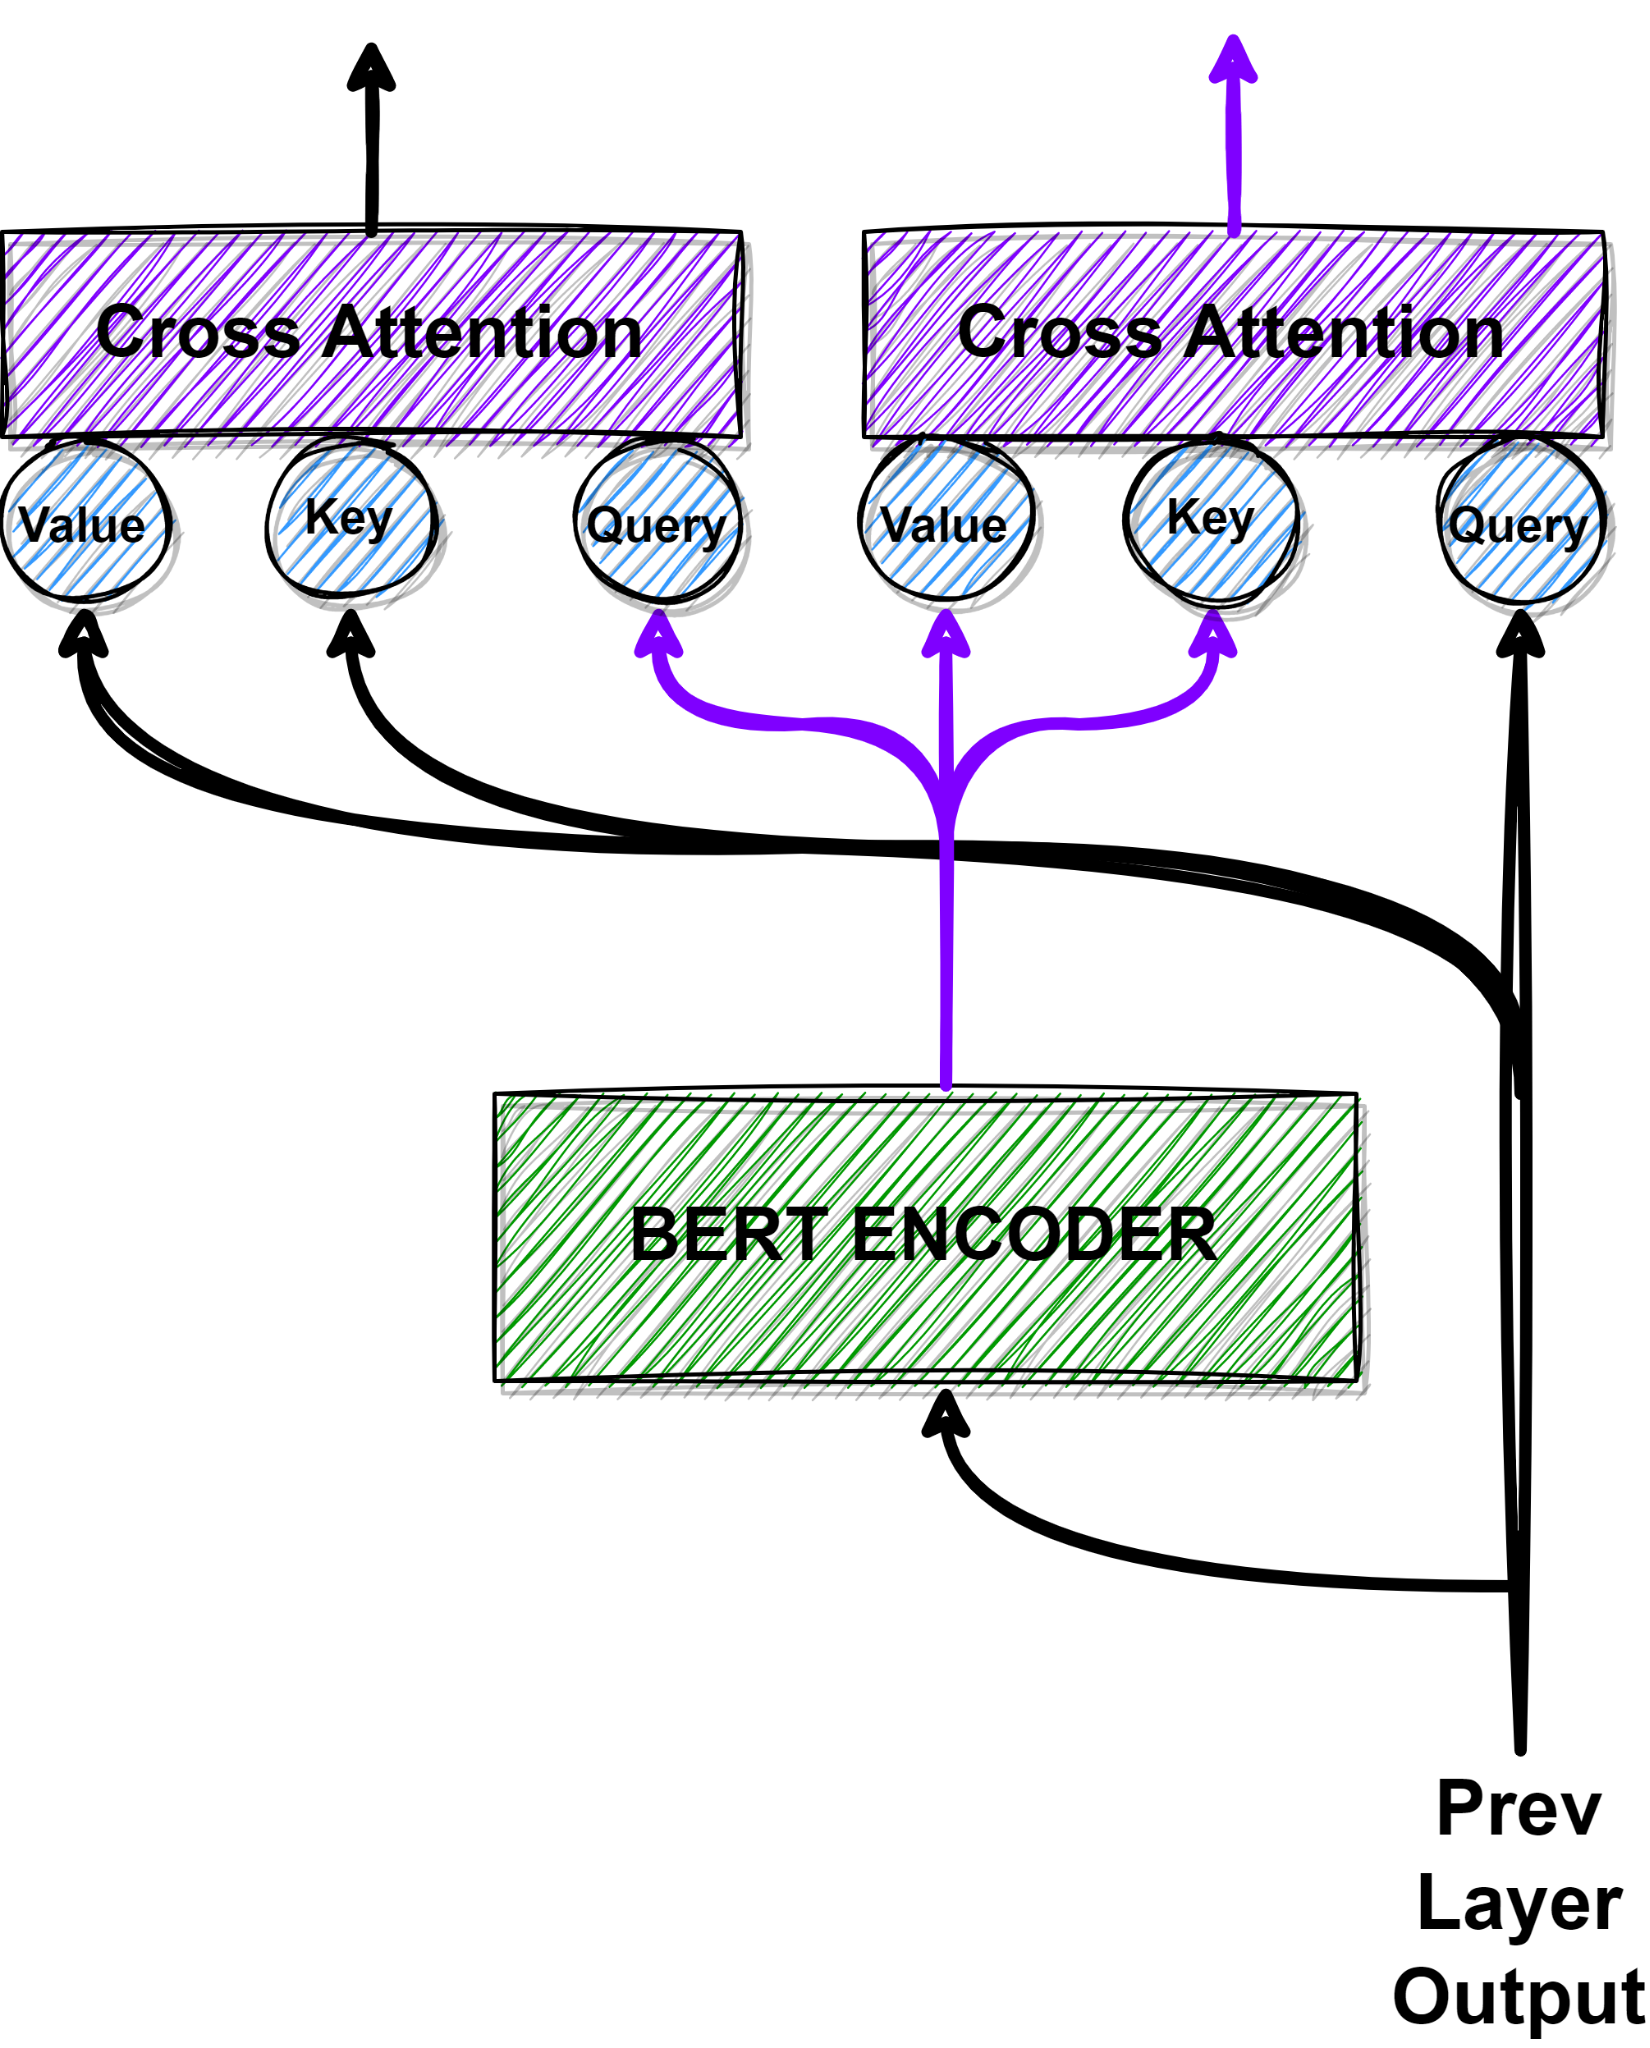 Cross Attention
Cross Attention
Value
Key
Query
Value
Key
Query
BERT ENCODER
Prev
Layer
Output